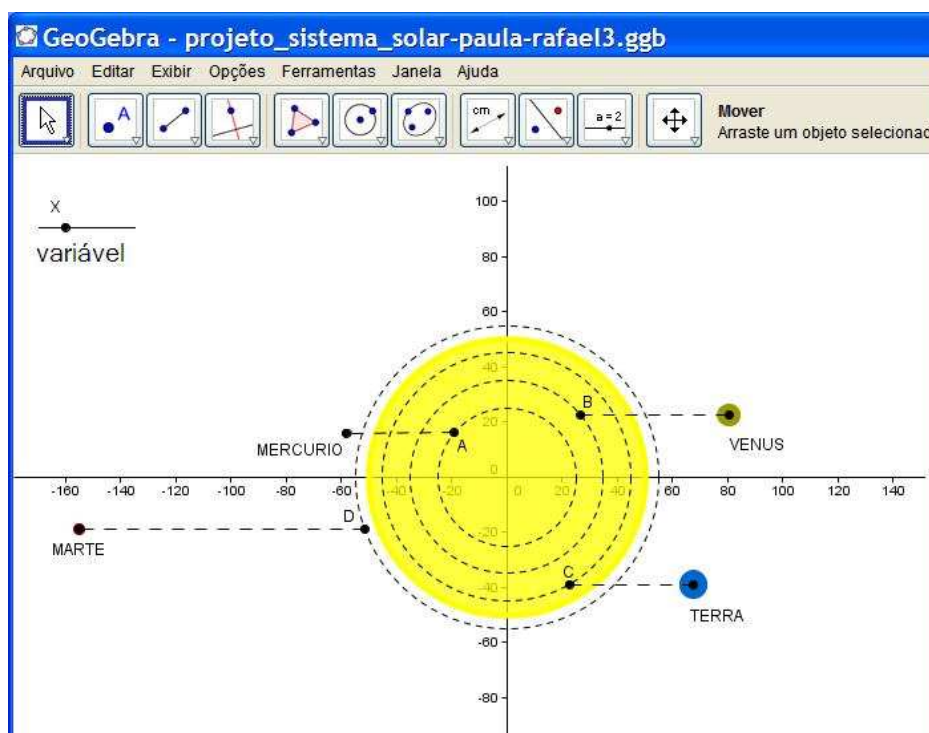 GeoGebra - projeto_sistema_solar-paula-rafael3.ggb
Arquivo Editar Exibir Opções Ferramentas Janela Ajuda
A
cm
a = 2
Mover
Arraste um objeto selecionad
X
variável
100
80
60
40
20
0
-20
-40
-60
-80
-160 -140 -120 -100 -80 -60 -40 -20 0 20 40 60 80 100 120 140
B
VENUS
MERCURIO
A
D
MARTE
C
TERRA